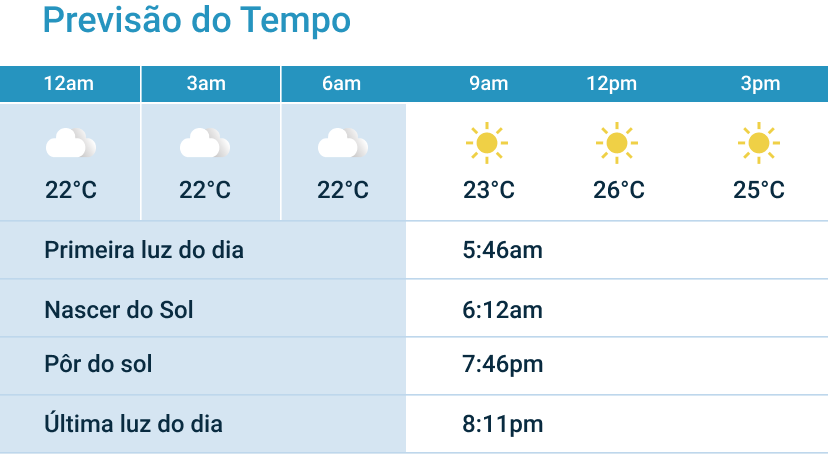 Previsão do Tempo
12am 3am 6am 9am 12pm 3pm
22°C 22°C 22°C 23°C 26°C 25°C
Primeira luz do dia 5:46am
Nascer do Sol 6:12am
Pôr do sol 7:46pm
Última luz do dia 8:11pm